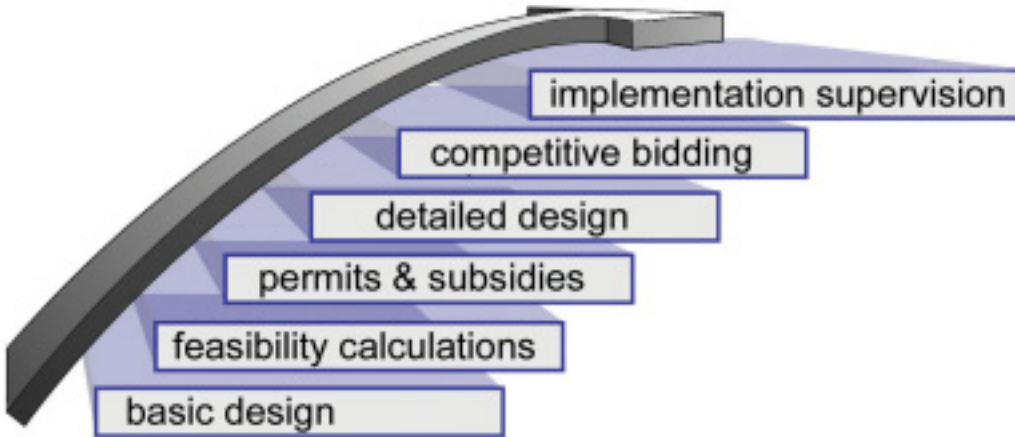 implementation supervision
competitive bidding
detailed design
permits & subsidies
feasibility calculations
basic design